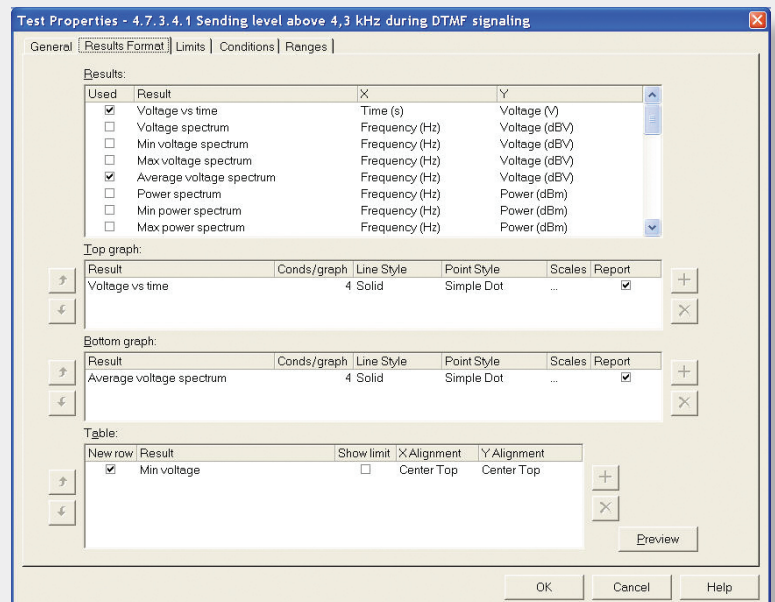 Test Properties - 4.7.3.4.1 Sending level above 4,3 kHz during DTMF signaling
General Results Format Limits Conditions Ranges
Results:
Used Result X Y
Voltage vs time Time (s) Voltage (V)
Voltage spectrum Frequency (Hz) Voltage (dBV)
Min voltage spectrum Frequency (Hz) Voltage (dBV)
Max voltage spectrum Frequency (Hz) Voltage (dBV)
Average voltage spectrum Frequency (Hz) Voltage (dBV)
Power spectrum Frequency (Hz) Power (dBm)
Min power spectrum Frequency (Hz) Power (dBm)
Max power spectrum Frequency (Hz) Power (dBm)
Top graph:
Result Conds/graph Line Style Point Style Scales Report
Voltage vs time 4 Solid Simple Dot ...
Bottom graph:
Result Conds/graph Line Style Point Style Scales Report
Average voltage spectrum 4 Solid Simple Dot ...
Table:
New row Result Show limit X Alignment Y Alignment
Min voltage Center Top Center Top
Preview
OK Cancel Help